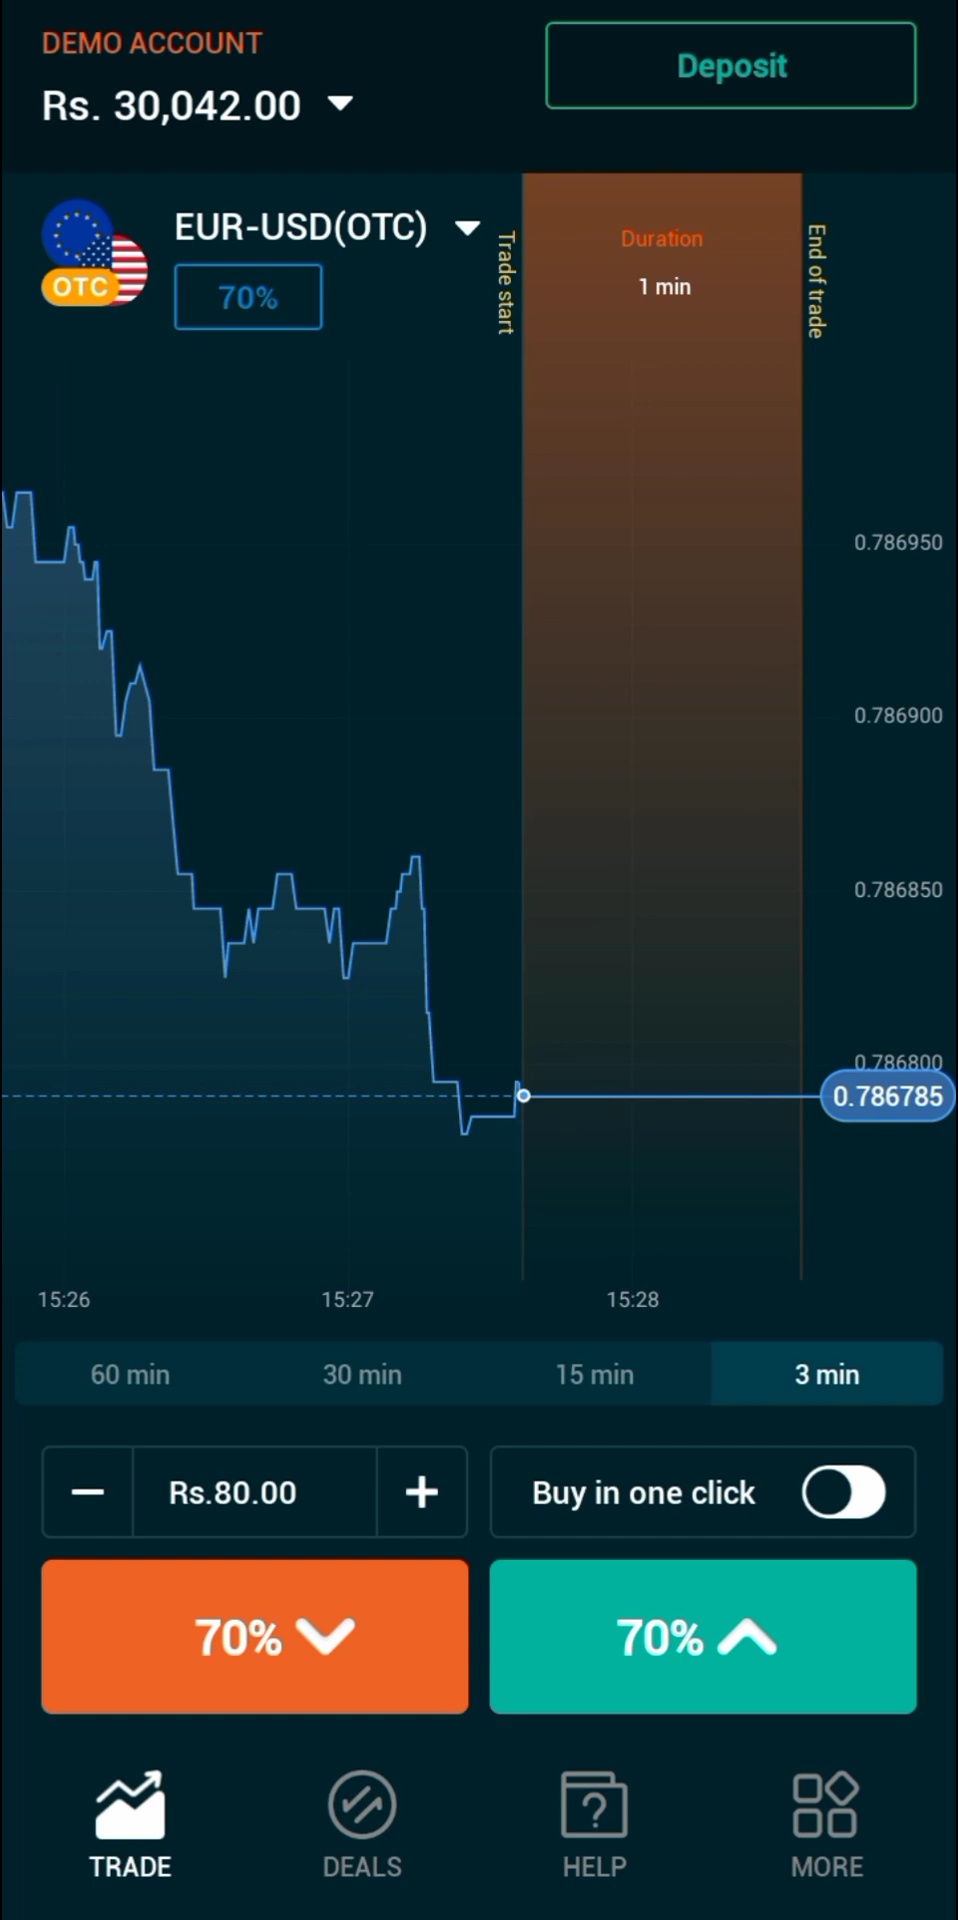 DEMO ACCOUNT
Rs. 30,042.00
Deposit
EUR-USD(OTC)
OTC
70%
Trade start
Duration
1 min
End of trade
0.786950
0.786900
0.786850
0.786800
0.786785
15:26
15:27
15:28
60 min
30 min
15 min
3 min
Rs.80.00
Buy in one click
70%
70%
TRADE
DEALS
HELP
MORE